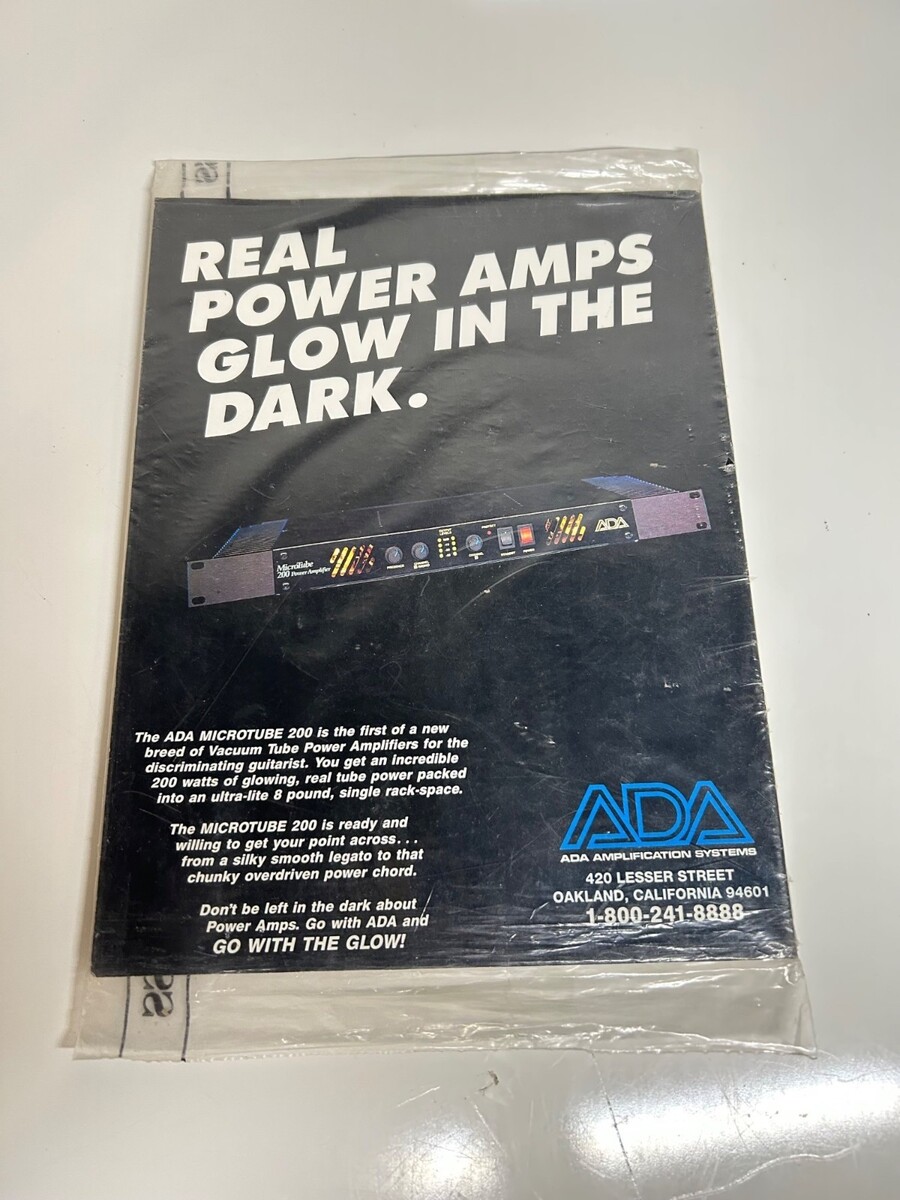 REAL
POWER AMPS
GLOW IN THE
DARK.
MicroTube
200 Power Amplifier
PRESENCE
PROTECT
STANDBY
POWER
ADA
The ADA MICROTUBE 200 is the first of a new
breed of Vacuum Tube Power Amplifiers for the
discriminating guitarist. You get an incredible
200 watts of glowing, real tube power packed
into an ultra-lite 8 pound, single rack-space.
The MICROTUBE 200 is ready and
willing to get your point across...
from a silky smooth legato to that
chunky overdriven power chord.
Don't be left in the dark about
Power Amps. Go with ADA and
GO WITH THE GLOW!
ADA
ADA AMPLIFICATION SYSTEMS
420 LESSER STREET
OAKLAND, CALIFORNIA 94601
1-800-241-8888